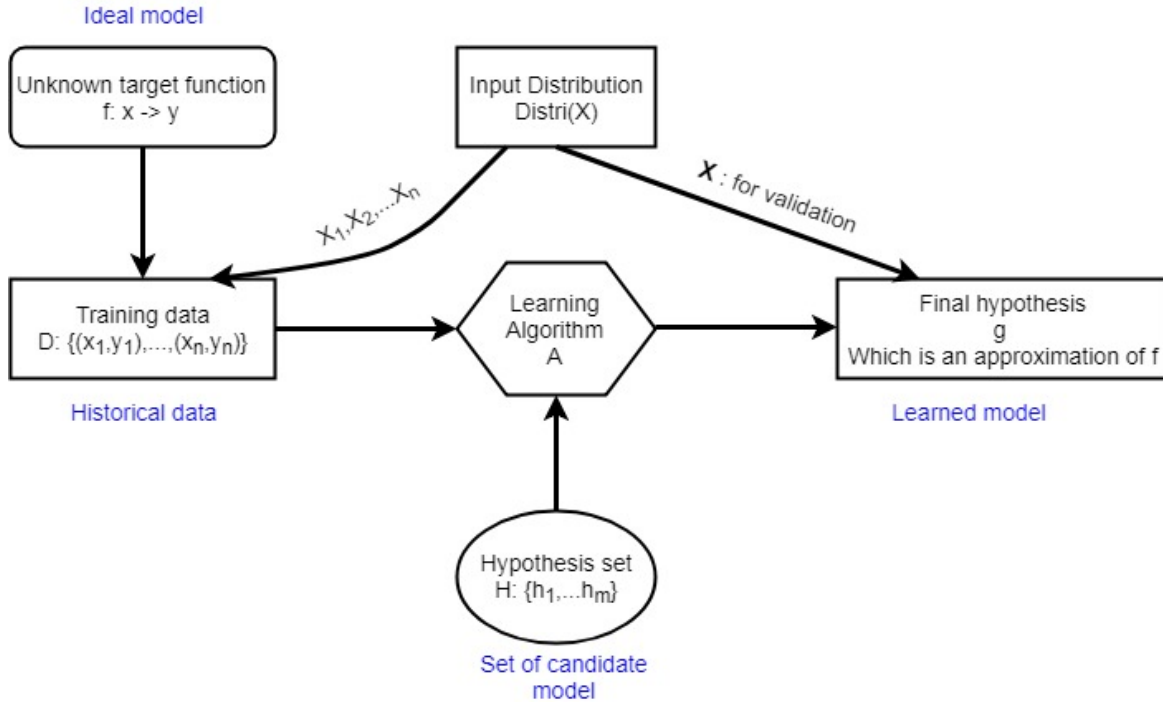 Ideal model
Unknown target function
f: x -> y
Input Distribution
Distri(X)
X₁,X₂,...Xₙ
X : for validation
Training data
D: {(x₁,y₁),...,(xₙ,yₙ)}
Historical data
Learning
Algorithm
A
Final hypothesis
g
Which is an approximation of f
Learned model
Hypothesis set
H: {h₁,...hₘ}
Set of candidate
model